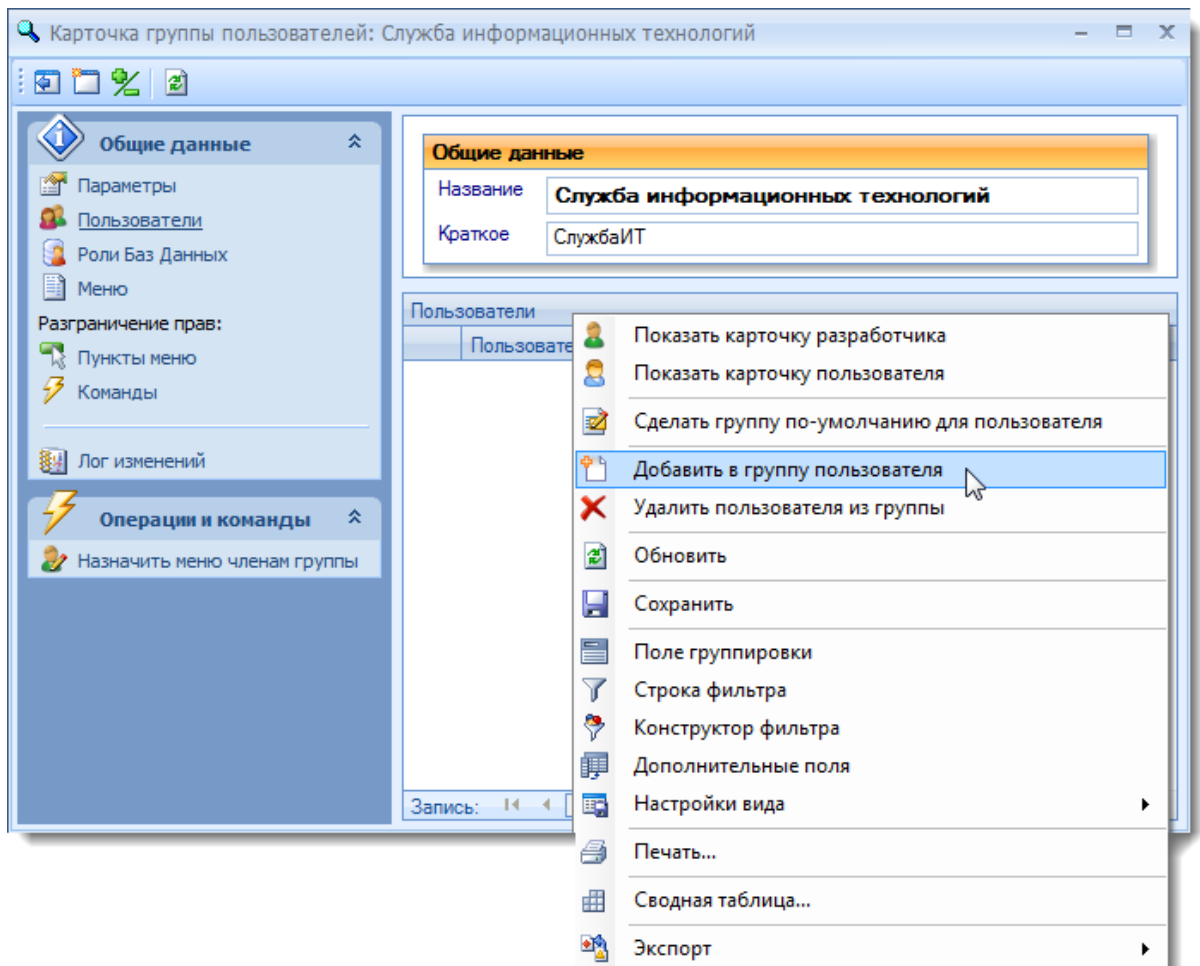 Карточка группы пользователей: Служба информационных технологий
Общие данные
Параметры
Пользователи
Роли Баз Данных
Меню
Разграничение прав:
Пункты меню
Команды
Лог изменений
Операции и команды
Назначить меню членам группы
Общие данные
Название Служба информационных технологий
Краткое СлужбаИТ
Пользователи
Запись:
Показать карточку разработчика
Показать карточку пользователя
Сделать группу по-умолчанию для пользователя
Добавить в группу пользователя
Удалить пользователя из группы
Обновить
Сохранить
Поле группировки
Строка фильтра
Конструктор фильтра
Дополнительные поля
Настройки вида
Печать...
Сводная таблица...
Экспорт